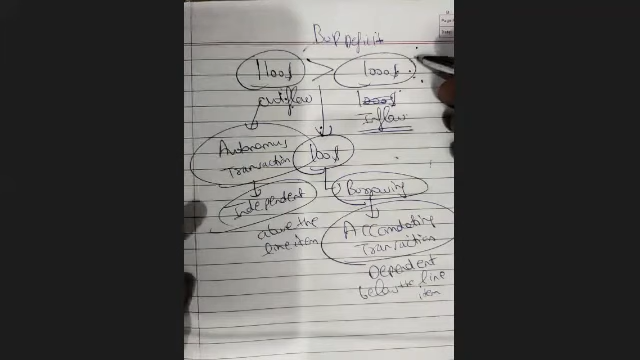 BOP Deficit
1100$ > 1000$
outflow
Inflow
Autonomus
Transaction
100$
Independent
Borrowing
above the
line item
Accomodating
Transaction
Dependent
below the line
item